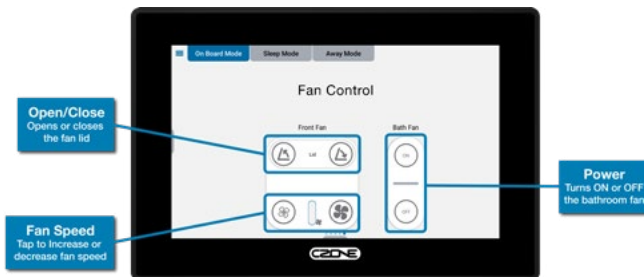 On Board Mode
Sleep Mode
Away Mode
Fan Control
Open/Close
Opens or closes
the fan lid
Front Fan
Bath Fan
Lid
ON
Power
Turns ON or OFF
the bathroom fan
Fan Speed
Tap to Increase or
decrease fan speed
OFF
CZONE